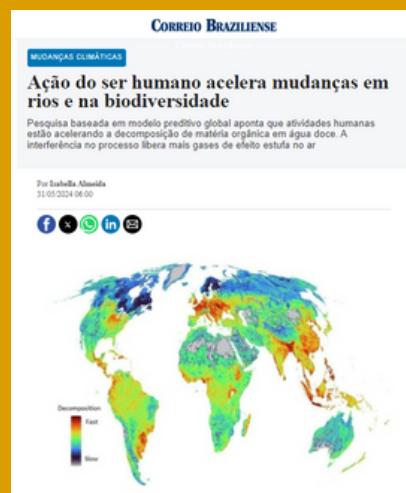 CORREIO BRAZILIENSE
MUDANÇAS CLIMÁTICAS
Ação do ser humano acelera mudanças em
rios e na biodiversidade
Pesquisa baseada em modelo preditivo global aponta que atividades humanas
estão acelerando a decomposição de matéria orgânica em água doce. A
interferência no processo libera mais gases de efeito estufa no ar
Por Isabella Almeida
31/05/2024 06:00
Decomposition
Fast
Slow